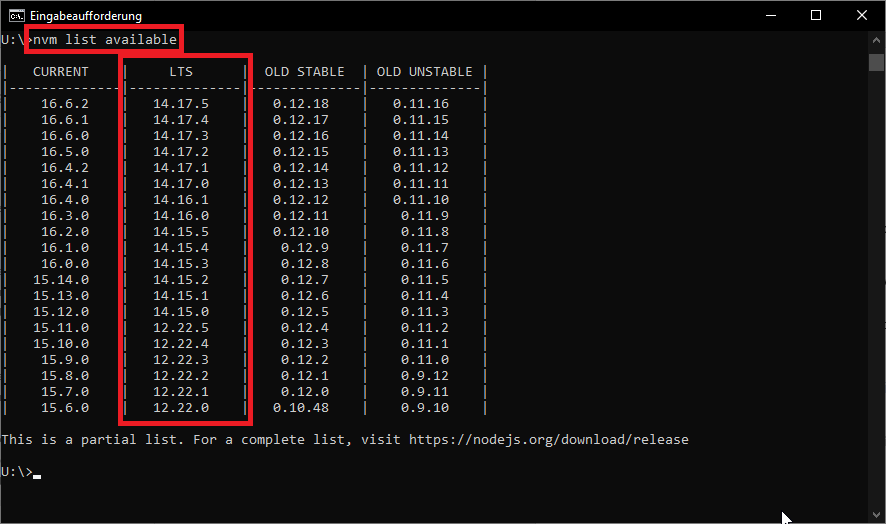 Eingabeaufforderung
U:\>nvm list available
|   CURRENT    |     LTS      |  OLD STABLE  | OLD UNSTABLE |
|--------------|--------------|--------------|--------------|
|    16.6.2    |   14.17.5    |   0.12.18    |   0.11.16    |
|    16.6.1    |   14.17.4    |   0.12.17    |   0.11.15    |
|    16.6.0    |   14.17.3    |   0.12.16    |   0.11.14    |
|    16.5.0    |   14.17.2    |   0.12.15    |   0.11.13    |
|    16.4.2    |   14.17.1    |   0.12.14    |   0.11.12    |
|    16.4.1    |   14.17.0    |   0.12.13    |   0.11.11    |
|    16.4.0    |   14.16.1    |   0.12.12    |   0.11.10    |
|    16.3.0    |   14.16.0    |   0.12.11    |    0.11.9    |
|    16.2.0    |   14.15.5    |   0.12.10    |    0.11.8    |
|    16.1.0    |   14.15.4    |    0.12.9    |    0.11.7    |
|    16.0.0    |   14.15.3    |    0.12.8    |    0.11.6    |
|   15.14.0    |   14.15.2    |    0.12.7    |    0.11.5    |
|   15.13.0    |   14.15.1    |    0.12.6    |    0.11.4    |
|   15.12.0    |   14.15.0    |    0.12.5    |    0.11.3    |
|   15.11.0    |   12.22.5    |    0.12.4    |    0.11.2    |
|   15.10.0    |   12.22.4    |    0.12.3    |    0.11.1    |
|    15.9.0    |   12.22.3    |    0.12.2    |    0.11.0    |
|    15.8.0    |   12.22.2    |    0.12.1    |    0.9.12    |
|    15.7.0    |   12.22.1    |    0.12.0    |    0.9.11    |
|    15.6.0    |   12.22.0    |   0.10.48    |    0.9.10    |
This is a partial list. For a complete list, visit https://nodejs.org/download/release
U:\>